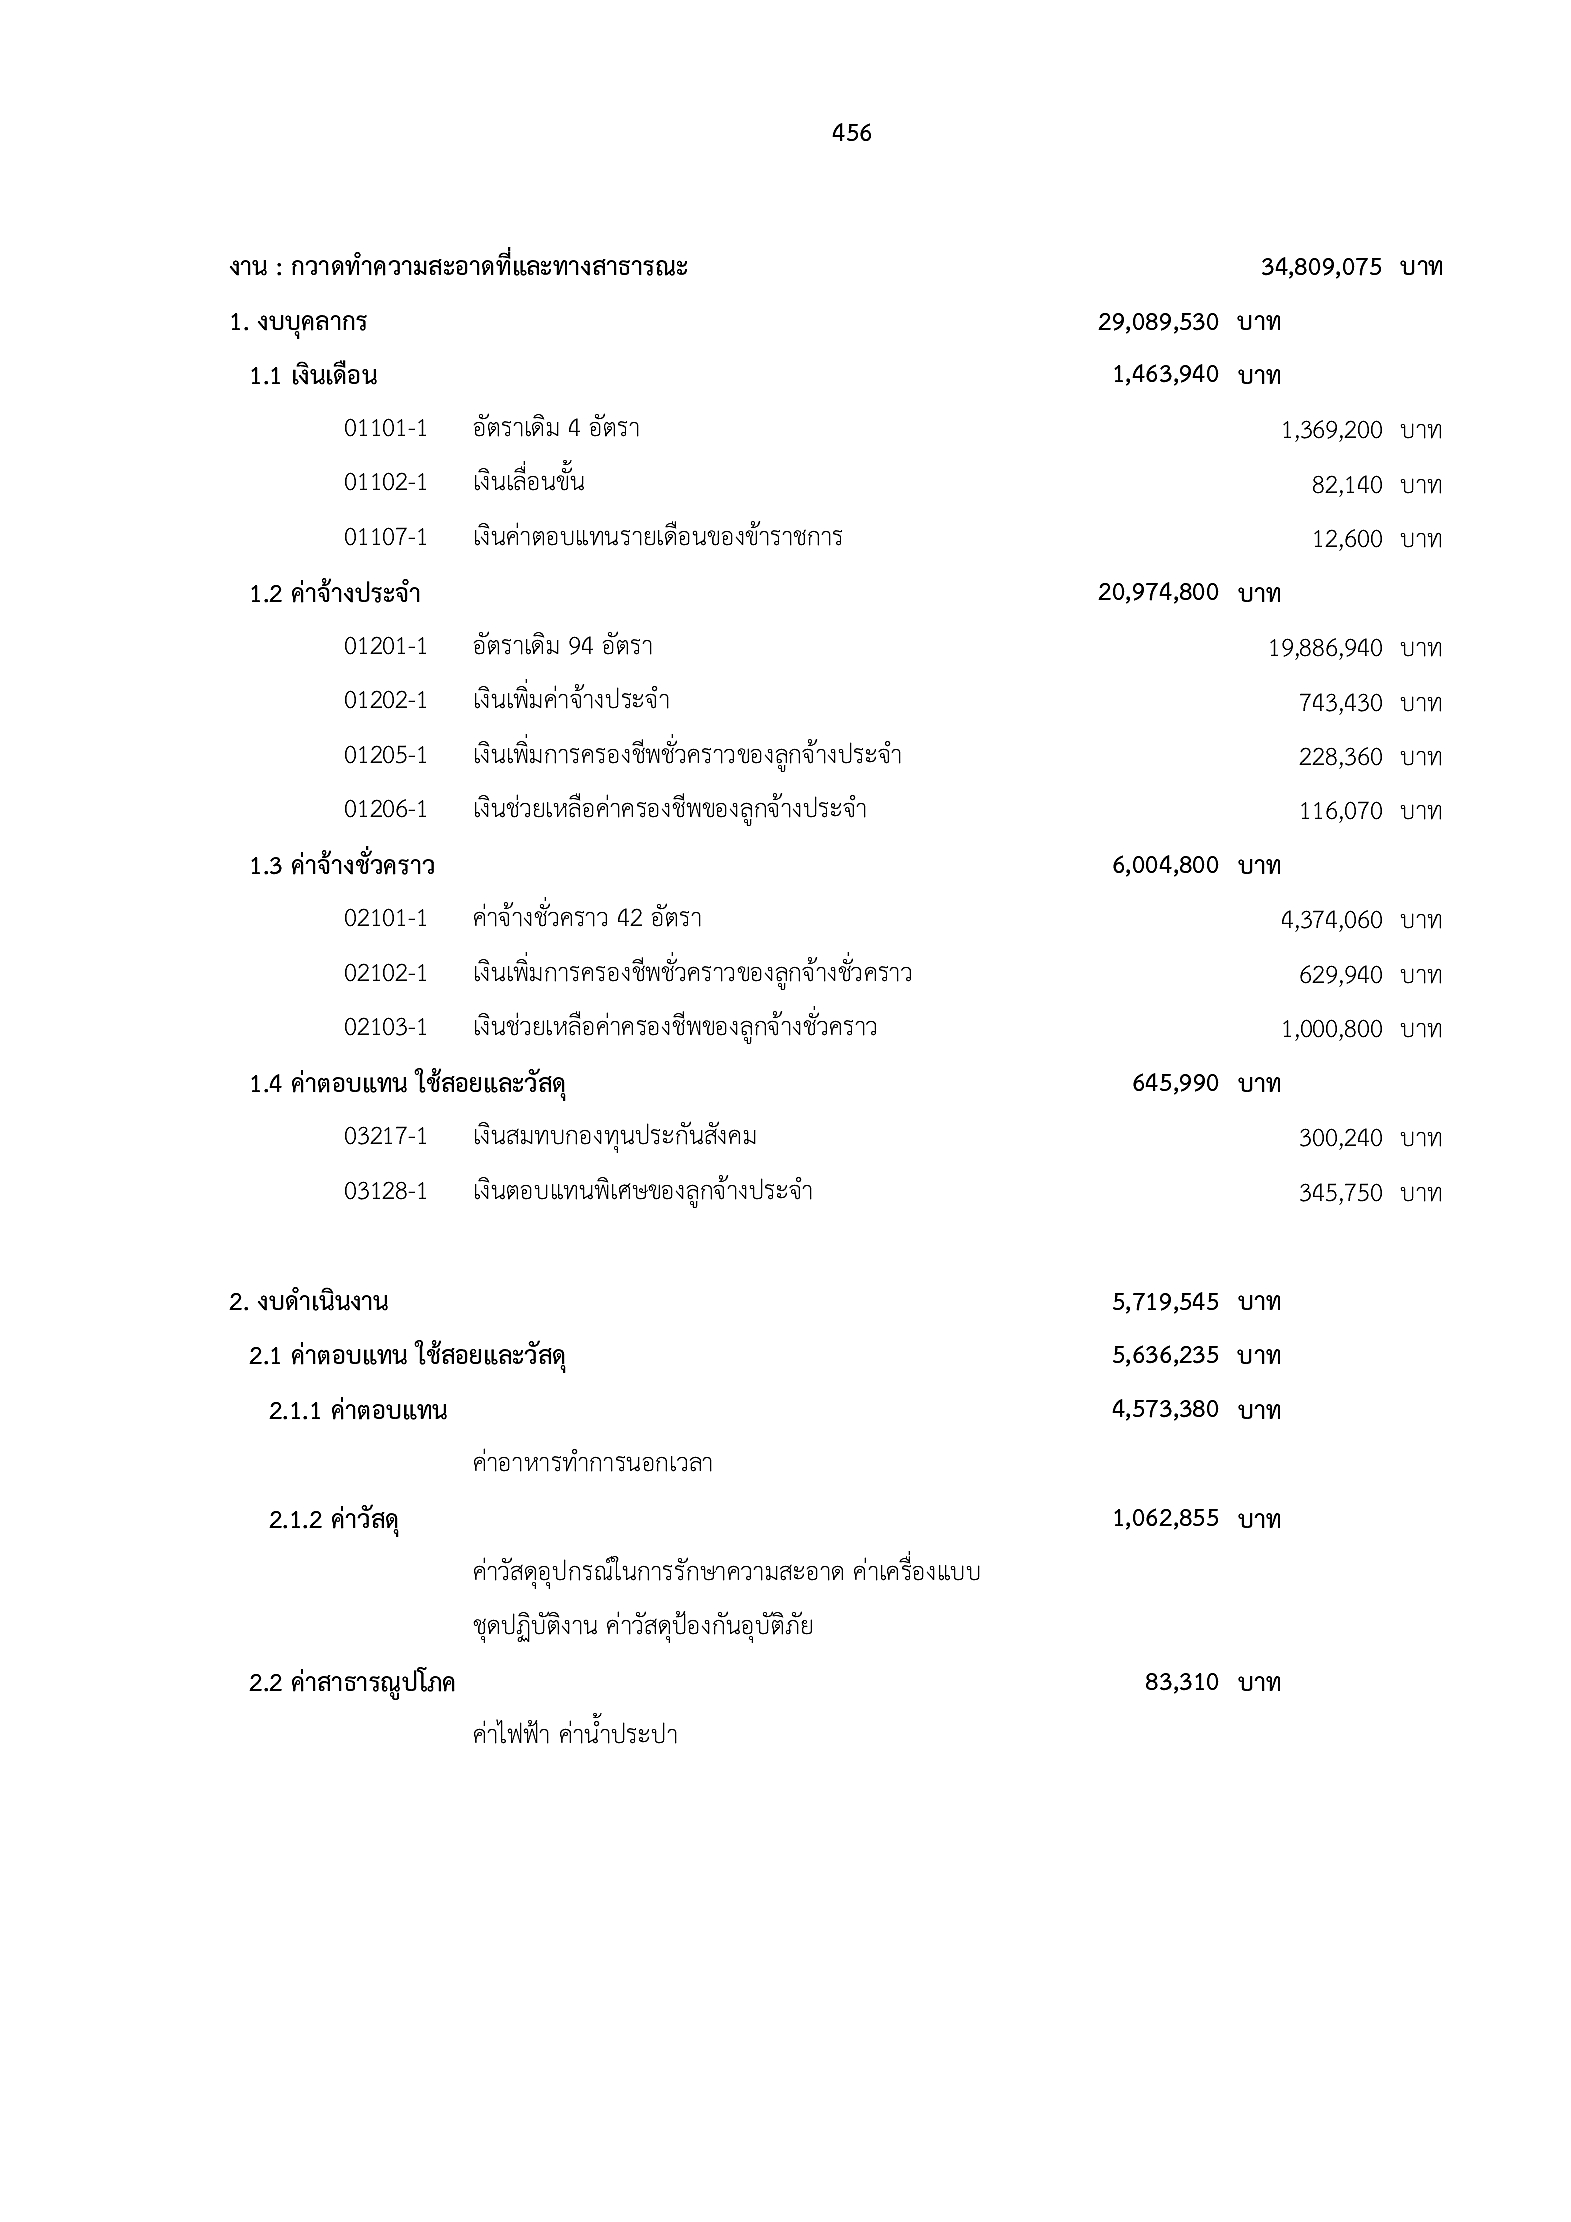 456
งาน : กวาดทำความสะอาดที่และทางสาธารณะ 34,809,075 บาท
1. งบบุคลากร 29,089,530 บาท
1.1 เงินเดือน 1,463,940 บาท
01101-1 อัตราเดิม 4 อัตรา 1,369,200 บาท
01102-1 เงินเลื่อนขั้น 82,140 บาท
01107-1 เงินค่าตอบแทนรายเดือนของข้าราชการ 12,600 บาท
1.2 ค่าจ้างประจำ 20,974,800 บาท
01201-1 อัตราเดิม 94 อัตรา 19,886,940 บาท
01202-1 เงินเพิ่มค่าจ้างประจำ 743,430 บาท
01205-1 เงินเพิ่มการครองชีพชั่วคราวของลูกจ้างประจำ 228,360 บาท
01206-1 เงินช่วยเหลือค่าครองชีพของลูกจ้างประจำ 116,070 บาท
1.3 ค่าจ้างชั่วคราว 6,004,800 บาท
02101-1 ค่าจ้างชั่วคราว 42 อัตรา 4,374,060 บาท
02102-1 เงินเพิ่มการครองชีพชั่วคราวของลูกจ้างชั่วคราว 629,940 บาท
02103-1 เงินช่วยเหลือค่าครองชีพของลูกจ้างชั่วคราว 1,000,800 บาท
1.4 ค่าตอบแทน ใช้สอยและวัสดุ 645,990 บาท
03217-1 เงินสมทบกองทุนประกันสังคม 300,240 บาท
03128-1 เงินตอบแทนพิเศษของลูกจ้างประจำ 345,750 บาท
2. งบดำเนินงาน 5,719,545 บาท
2.1 ค่าตอบแทน ใช้สอยและวัสดุ 5,636,235 บาท
2.1.1 ค่าตอบแทน 4,573,380 บาท
ค่าอาหารทำการนอกเวลา
2.1.2 ค่าวัสดุ 1,062,855 บาท
ค่าวัสดุอุปกรณ์ในการรักษาความสะอาด ค่าเครื่องแบบ
ชุดปฏิบัติงาน ค่าวัสดุป้องกันอุบัติภัย
2.2 ค่าสาธารณูปโภค 83,310 บาท
ค่าไฟฟ้า ค่าน้ำประปา